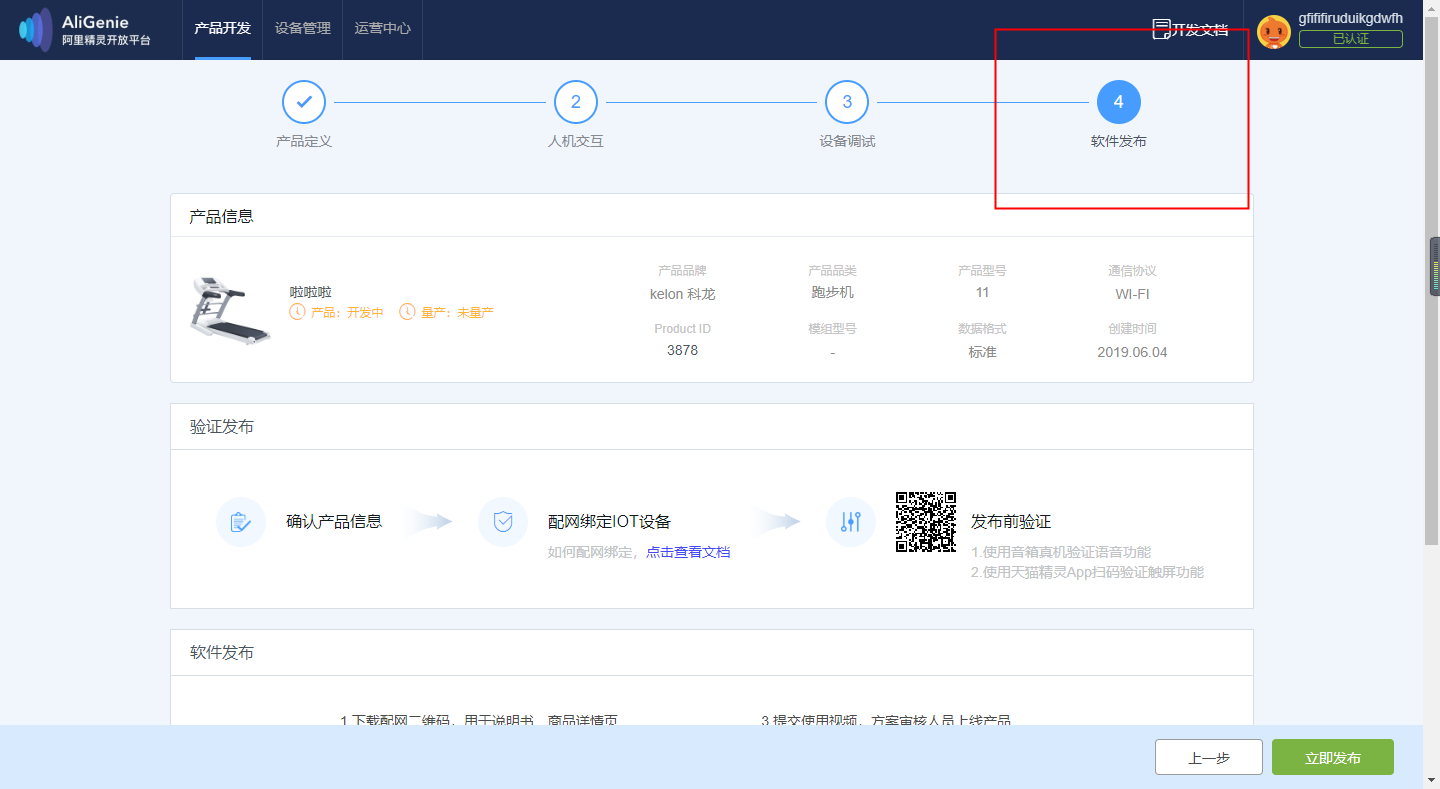 AliGenie
阿里精灵开放平台
产品开发
设备管理
运营中心
开发文档
gfififiruduikgdwfh
已认证
2
3
4
产品定义
人机交互
设备调试
软件发布
产品信息
啦啦啦
产品：开发中
量产：未量产
产品品牌
产品品类
产品型号
通信协议
kelon 科龙
跑步机
11
WI-FI
Product ID
模组型号
数据格式
创建时间
3878
-
标准
2019.06.04
验证发布
确认产品信息
配网绑定IOT设备
如何配网绑定，点击查看文档
发布前验证
1.使用音箱真机验证语音功能
2.使用天猫精灵App扫码验证触屏功能
软件发布
1.下载配网二维码，用于说明书、商品详情页
3.提交使用视频，方案审核人员上线产品
上一步
立即发布